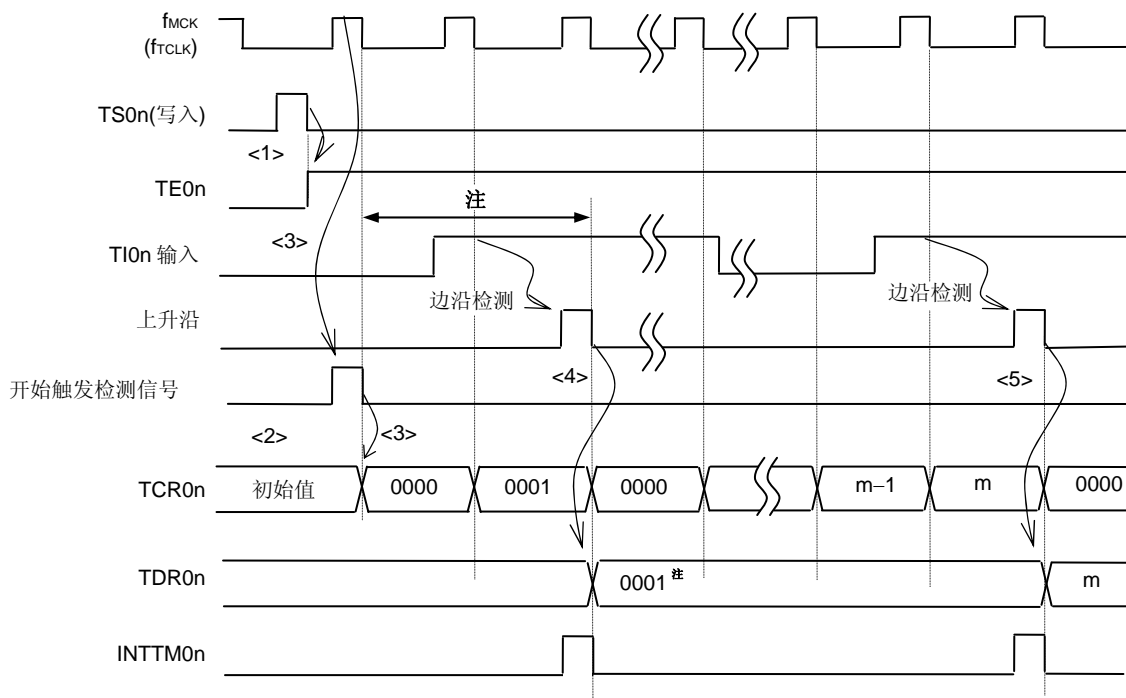 fMCK
(fTCLK)
TS0n(写入)
<1>
TE0n
注
<3>
TI0n 输入
边沿检测
边沿检测
上升沿
<4>
<5>
开始触发检测信号
<2>
<3>
TCR0n
初始值
0000
0001
0000
m−1
m
0000
TDR0n
0001注
m
INTTM0n